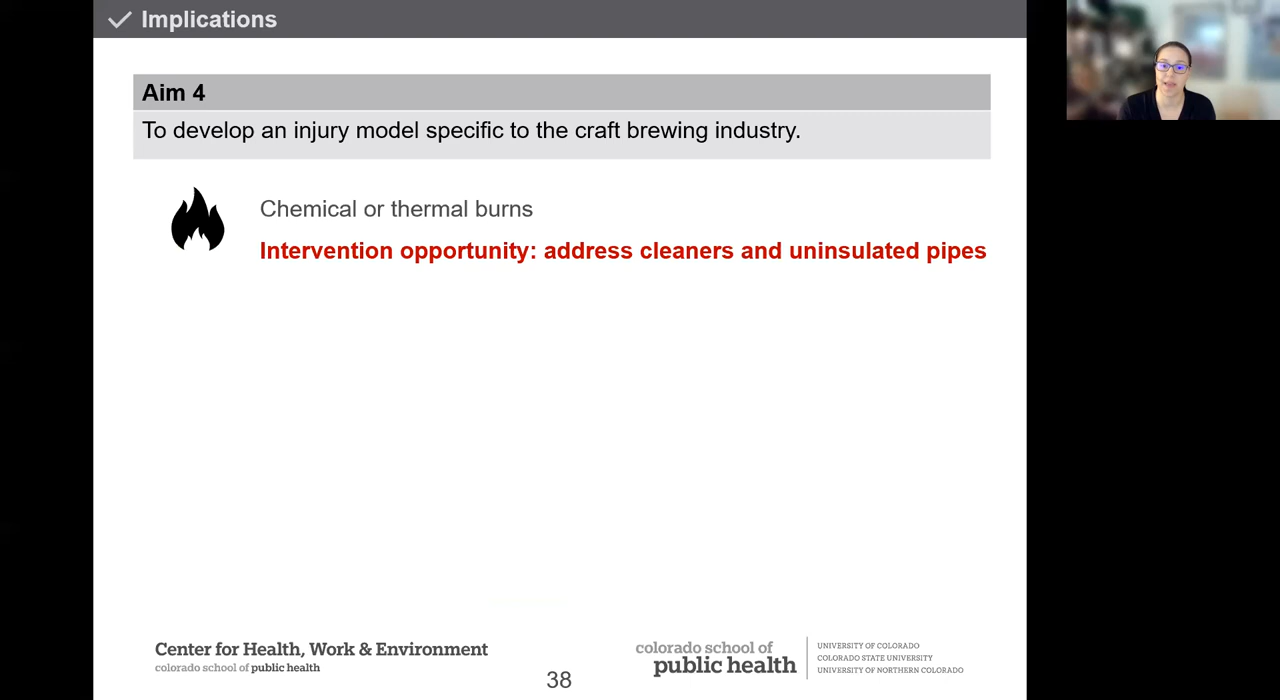 Implications
Aim 4
To develop an injury model specific to the craft brewing industry.
Chemical or thermal burns
Intervention opportunity: address cleaners and uninsulated pipes
Center for Health, Work & Environment
colorado school of public health
38
colorado school of
public health
UNIVERSITY OF COLORADO
COLORADO STATE UNIVERSITY
UNIVERSITY OF NORTHERN COLORADO